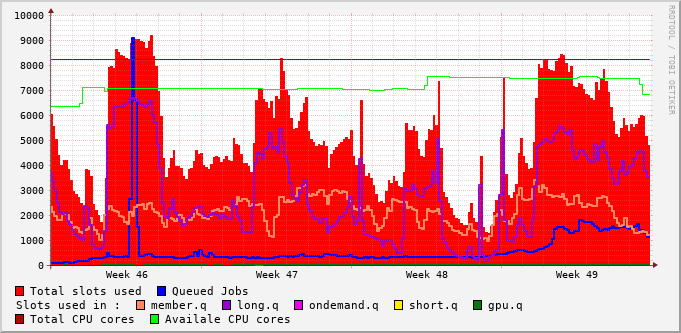 10000
9000
8000
7000
6000
5000
4000
3000
2000
1000
0
Week 46 Week 47 Week 48 Week 49
RRDTOOL / TOBI OETIKER
Total slots used Queued Jobs
Slots used in : member.q long.q ondemand.q short.q gpu.q
Total CPU cores Availale CPU cores